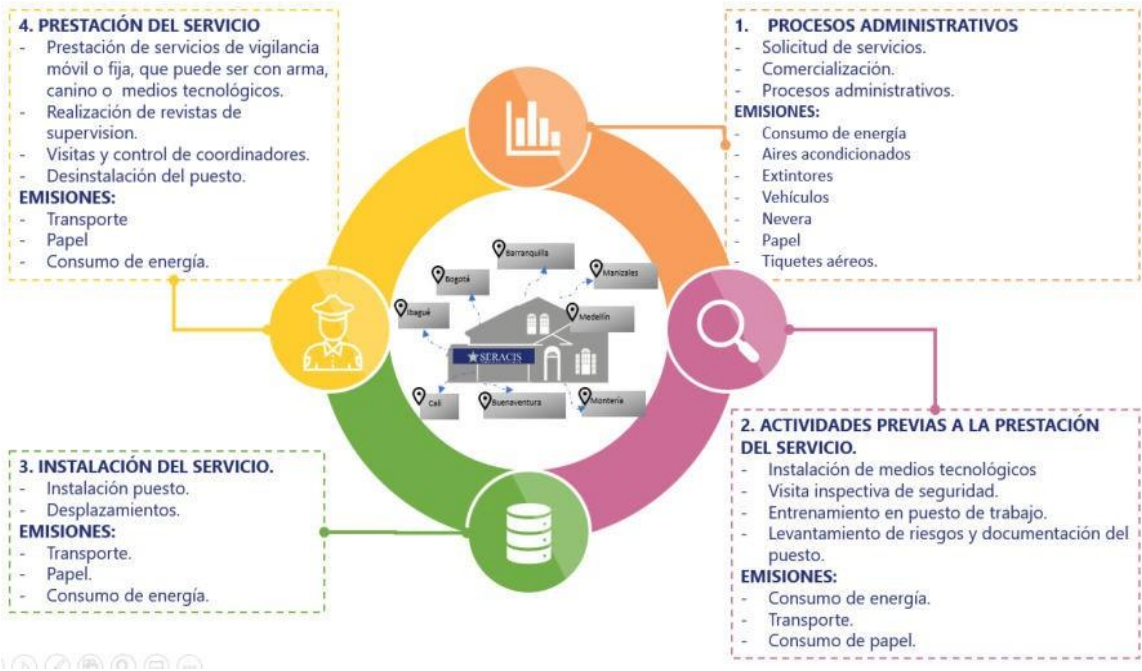 1. PROCESOS ADMINISTRATIVOS
- Solicitud de servicios.
- Comercialización.
- Procesos administrativos.
EMISIONES:
- Consumo de energía
- Aires acondicionados
- Extintores
- Vehículos
- Nevera
- Papel
- Tiquetes aéreos.
2. ACTIVIDADES PREVIAS A LA PRESTACIÓN
DEL SERVICIO.
- Instalación de medios tecnológicos
- Visita inspectiva de seguridad.
- Entrenamiento en puesto de trabajo.
- Levantamiento de riesgos y documentación del
puesto.
EMISIONES:
- Consumo de energía.
- Transporte.
- Consumo de papel.
3. INSTALACIÓN DEL SERVICIO.
- Instalación puesto.
- Desplazamientos.
EMISIONES:
- Transporte.
- Papel.
- Consumo de energía.
4. PRESTACIÓN DEL SERVICIO
- Prestación de servicios de vigilancia
móvil o fija, que puede ser con arma,
canino o medios tecnológicos.
- Realización de revistas de
supervision.
- Visitas y control de coordinadores.
- Desinstalación del puesto.
EMISIONES:
- Transporte
- Papel
- Consumo de energía.
Barranquilla
Bogotá
Manizales
Ibagué
Medellín
SERACIS
Cali
Buenaventura
Montería